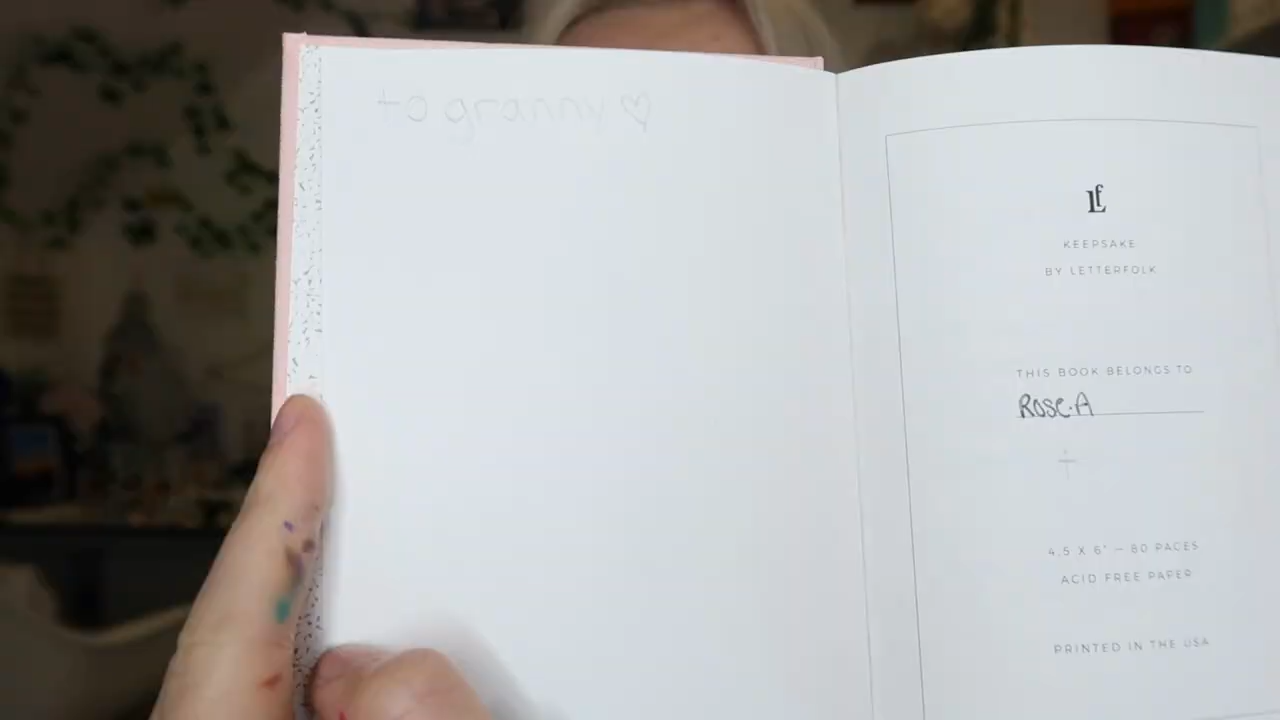 to granny ♡
Lf
KEEPSAKE
BY LETTERFOLK
THIS BOOK BELONGS TO
ROSE.A
4.5 X 6" – 80 PAGES
ACID FREE PAPER
PRINTED IN THE USA